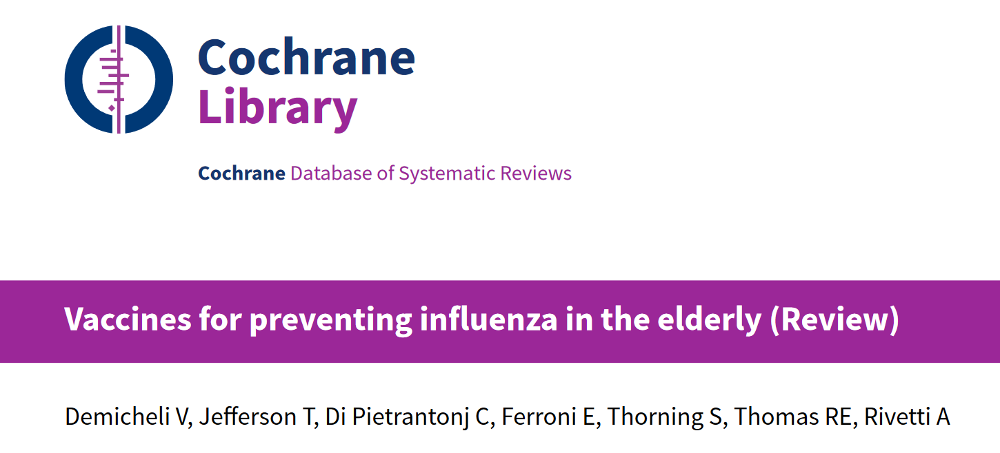 Cochrane
Library
Cochrane Database of Systematic Reviews
Vaccines for preventing influenza in the elderly (Review)
Demicheli V, Jefferson T, Di Pietrantonj C, Ferroni E, Thorning S, Thomas RE, Rivetti A